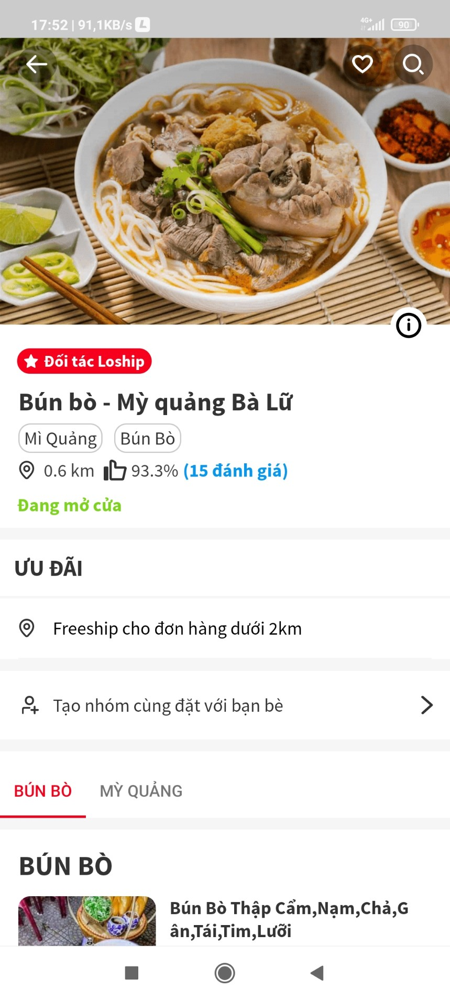 17:52 | 91,1KB/s L
4G+
90
Đối tác Loship
Bún bò - Mỳ quảng Bà Lữ
Mì Quảng Bún Bò
0.6 km 93.3% (15 đánh giá)
Đang mở cửa
ƯU ĐÃI
Freeship cho đơn hàng dưới 2km
Tạo nhóm cùng đặt với bạn bè
BÚN BÒ MỲ QUẢNG
BÚN BÒ
Bún Bò Thập Cẩm,Nạm,Chả,G
ân,Tái,Tim,Lưỡi